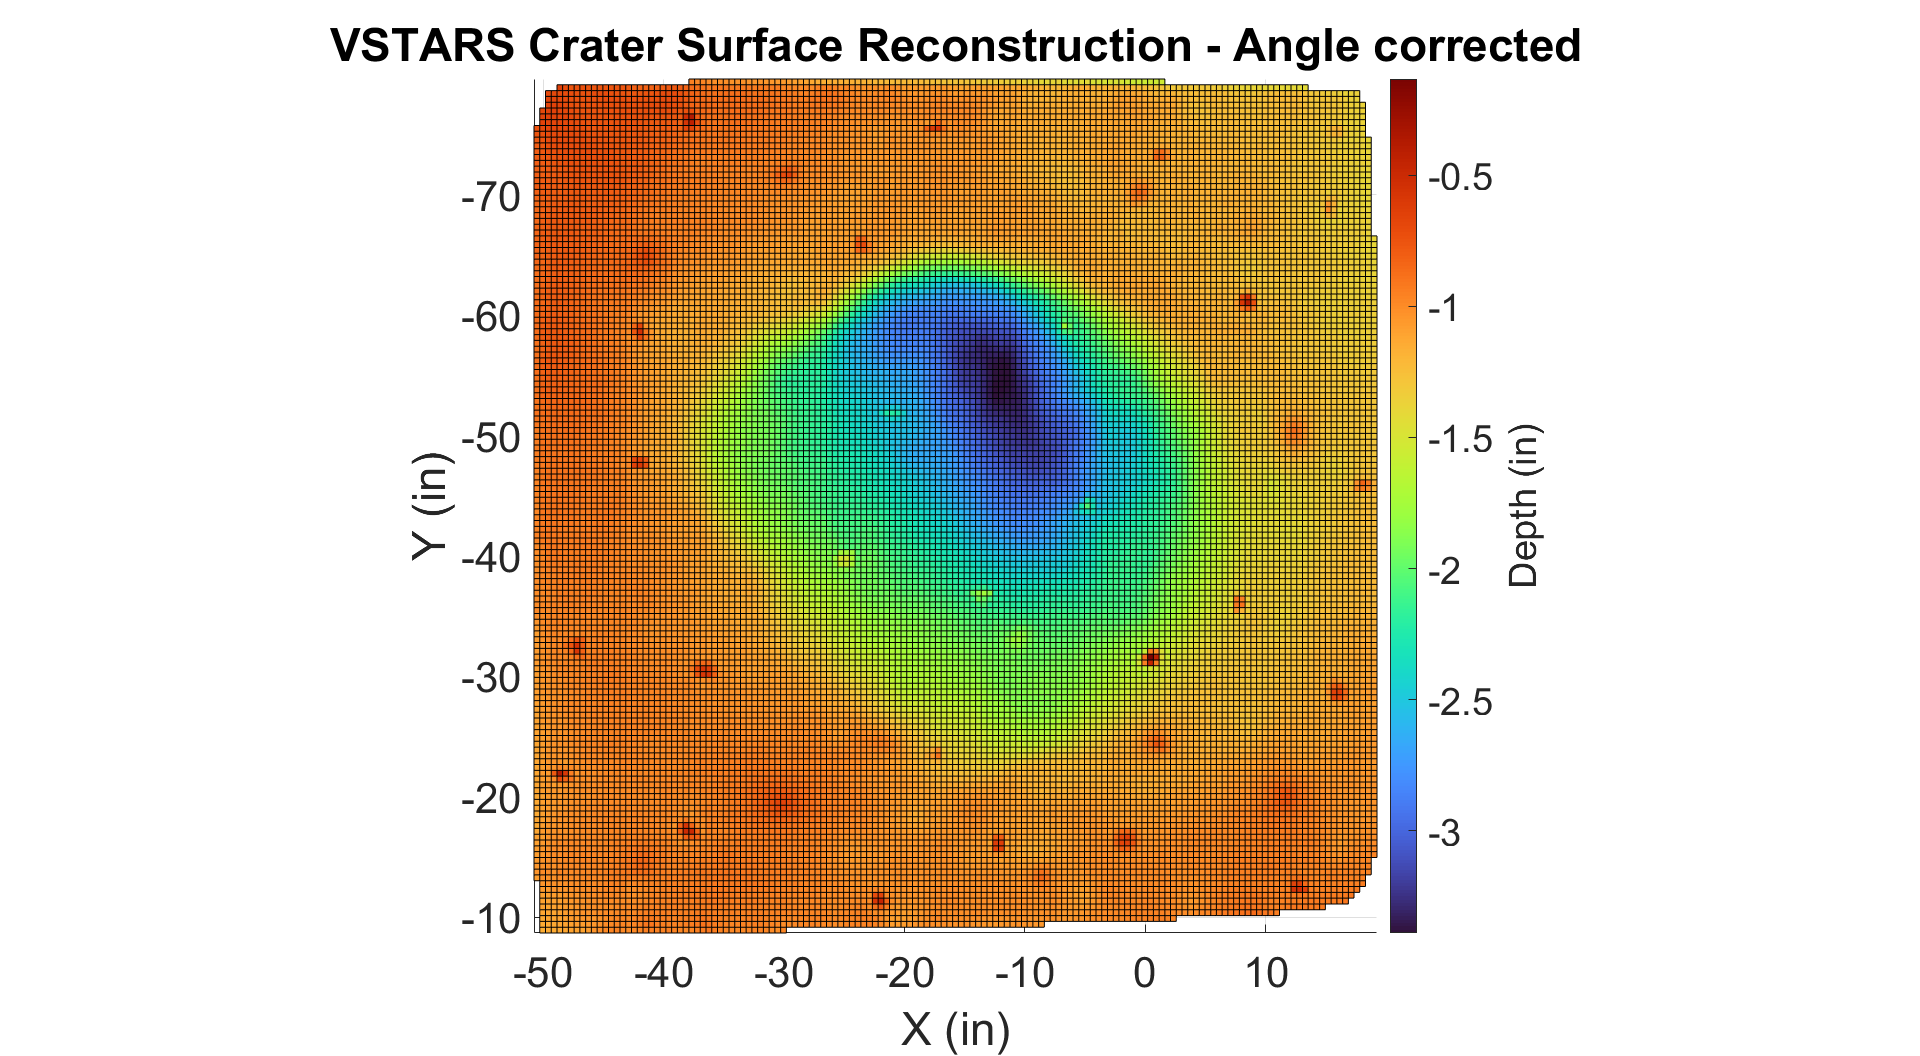 VSTARS Crater Surface Reconstruction - Angle corrected
-70
-60
-50
-40
-30
-20
-10
Y (in)
-50 -40 -30 -20 -10 0 10
X (in)
-0.5
-1
-1.5
-2
-2.5
-3
Depth (in)